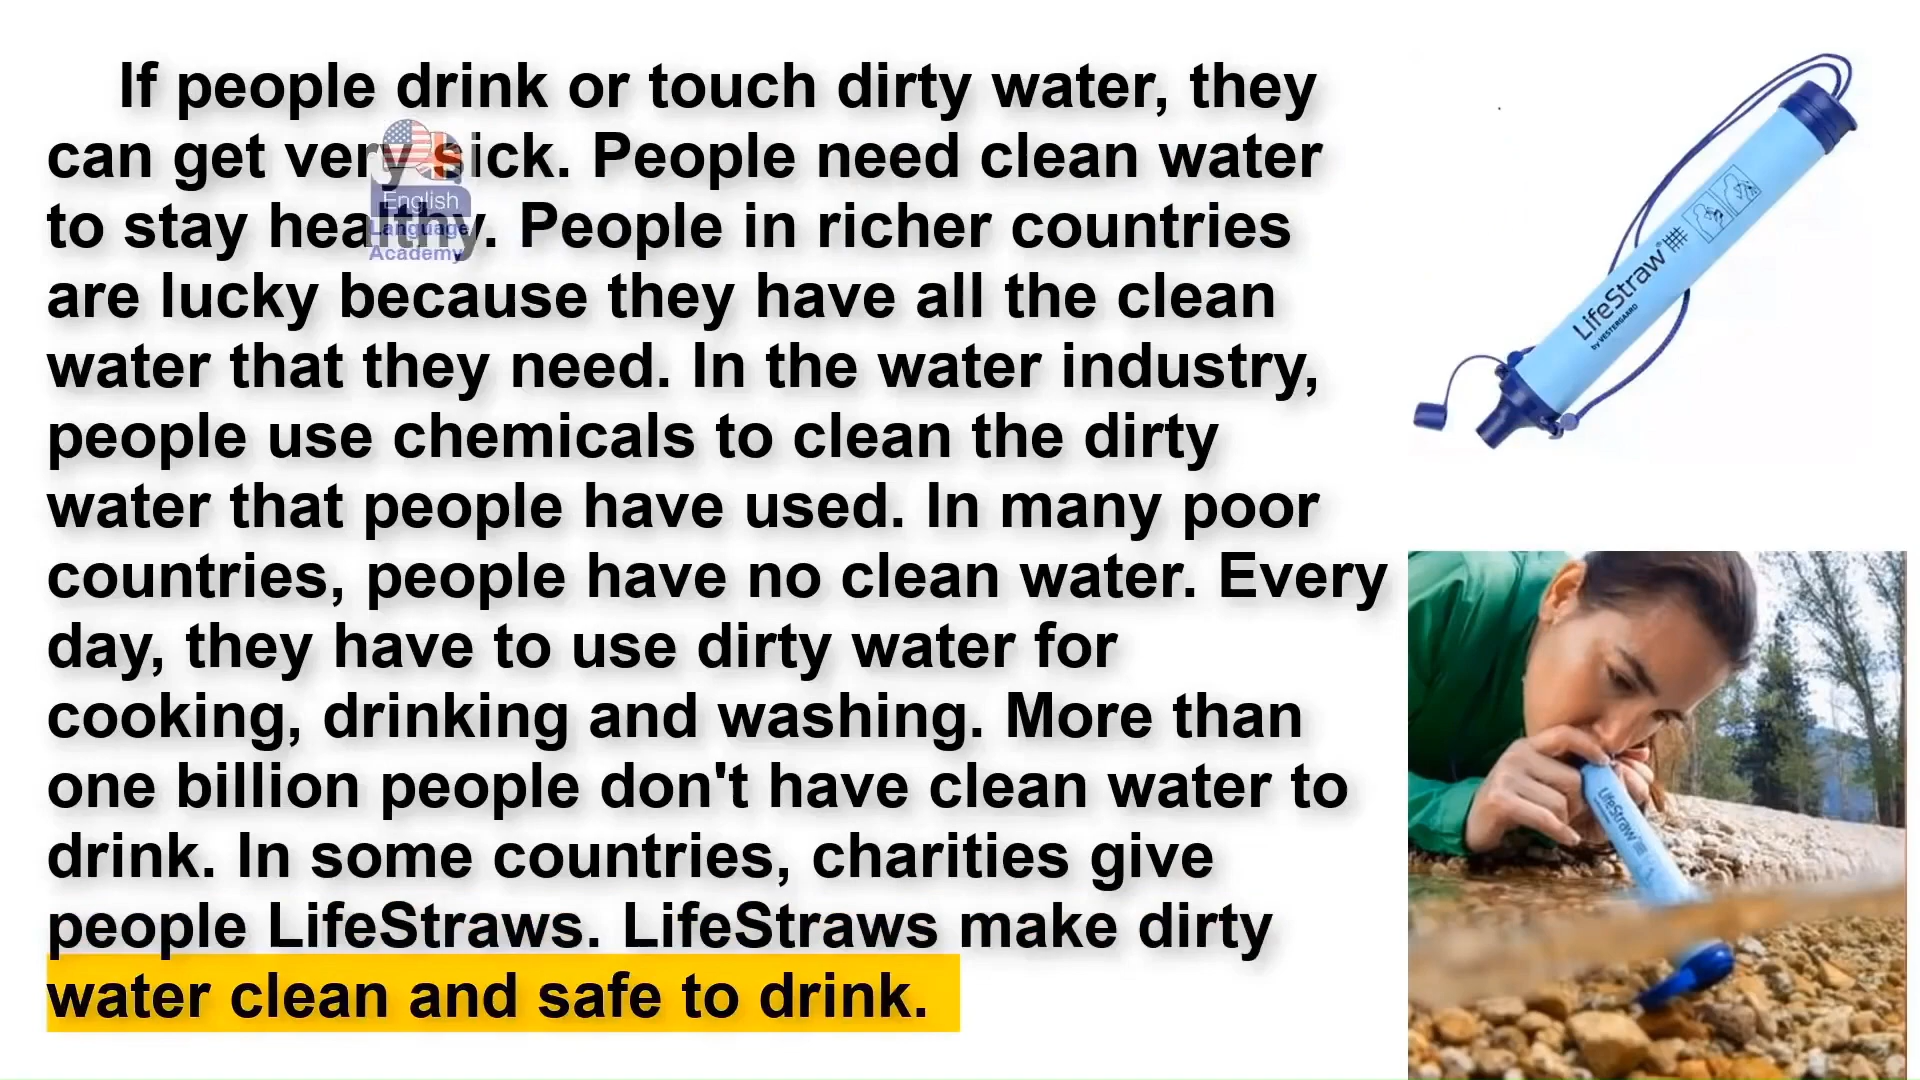 If people drink or touch dirty water, they
can get very sick. People need clean water
to stay healthy. People in richer countries
are lucky because they have all the clean
water that they need. In the water industry,
people use chemicals to clean the dirty
water that people have used. In many poor
countries, people have no clean water. Every
day, they have to use dirty water for
cooking, drinking and washing. More than
one billion people don't have clean water to
drink. In some countries, charities give
people LifeStraws. LifeStraws make dirty
water clean and safe to drink.
English
Language
Academy
LifeStraw®
by VESTERGAARD
LifeStraw